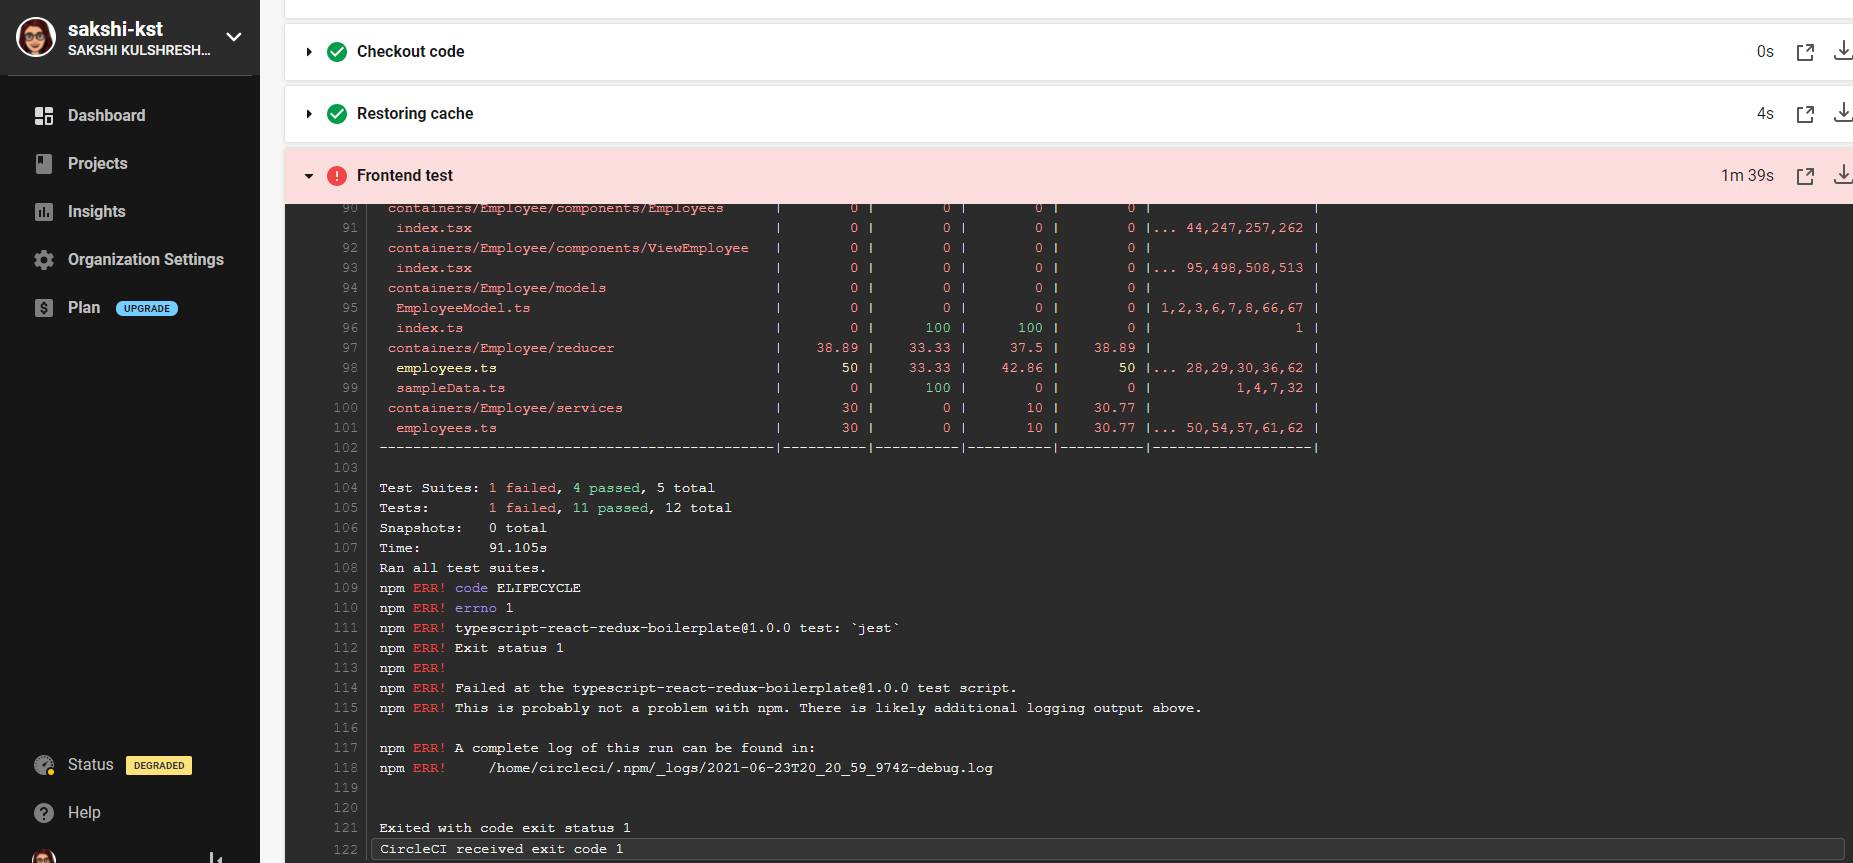 sakshi-kst
SAKSHI KULSHRESH...
Dashboard
Projects
Insights
Organization Settings
Plan UPGRADE
Status DEGRADED
Help
Checkout code 0s
Restoring cache 4s
Frontend test 1m 39s
90 containers/Employee/components/Employees | 0 | 0 | 0 | 0 | |
91 index.tsx | 0 | 0 | 0 | 0 |... 44,247,257,262 |
92 containers/Employee/components/ViewEmployee | 0 | 0 | 0 | 0 | |
93 index.tsx | 0 | 0 | 0 | 0 |... 95,498,508,513 |
94 containers/Employee/models | 0 | 0 | 0 | 0 | |
95 EmployeeModel.ts | 0 | 0 | 0 | 0 | 1,2,3,6,7,8,66,67 |
96 index.ts | 0 | 100 | 100 | 0 | 1 |
97 containers/Employee/reducer | 38.89 | 33.33 | 37.5 | 38.89 | |
98 employees.ts | 50 | 33.33 | 42.86 | 50 |... 28,29,30,36,62 |
99 sampleData.ts | 0 | 100 | 0 | 0 | 1,4,7,32 |
100 containers/Employee/services | 30 | 0 | 10 | 30.77 | |
101 employees.ts | 30 | 0 | 10 | 30.77 |... 50,54,57,61,62 |
102 -----------------------------------------------|----------|----------|----------|----------|-------------------|
103
104 Test Suites: 1 failed, 4 passed, 5 total
105 Tests: 1 failed, 11 passed, 12 total
106 Snapshots: 0 total
107 Time: 91.105s
108 Ran all test suites.
109 npm ERR! code ELIFECYCLE
110 npm ERR! errno 1
111 npm ERR! typescript-react-redux-boilerplate@1.0.0 test: `jest`
112 npm ERR! Exit status 1
113 npm ERR!
114 npm ERR! Failed at the typescript-react-redux-boilerplate@1.0.0 test script.
115 npm ERR! This is probably not a problem with npm. There is likely additional logging output above.
116
117 npm ERR! A complete log of this run can be found in:
118 npm ERR! /home/circleci/.npm/_logs/2021-06-23T20_20_59_974Z-debug.log
119
120
121 Exited with code exit status 1
122 CircleCI received exit code 1